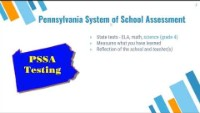 Pennsylvania System of School Assessment
PSSA
Testing
State tests: ELA, math, science (grade 4)
Measures what you have learned
Reflection of the school and teacher(s)